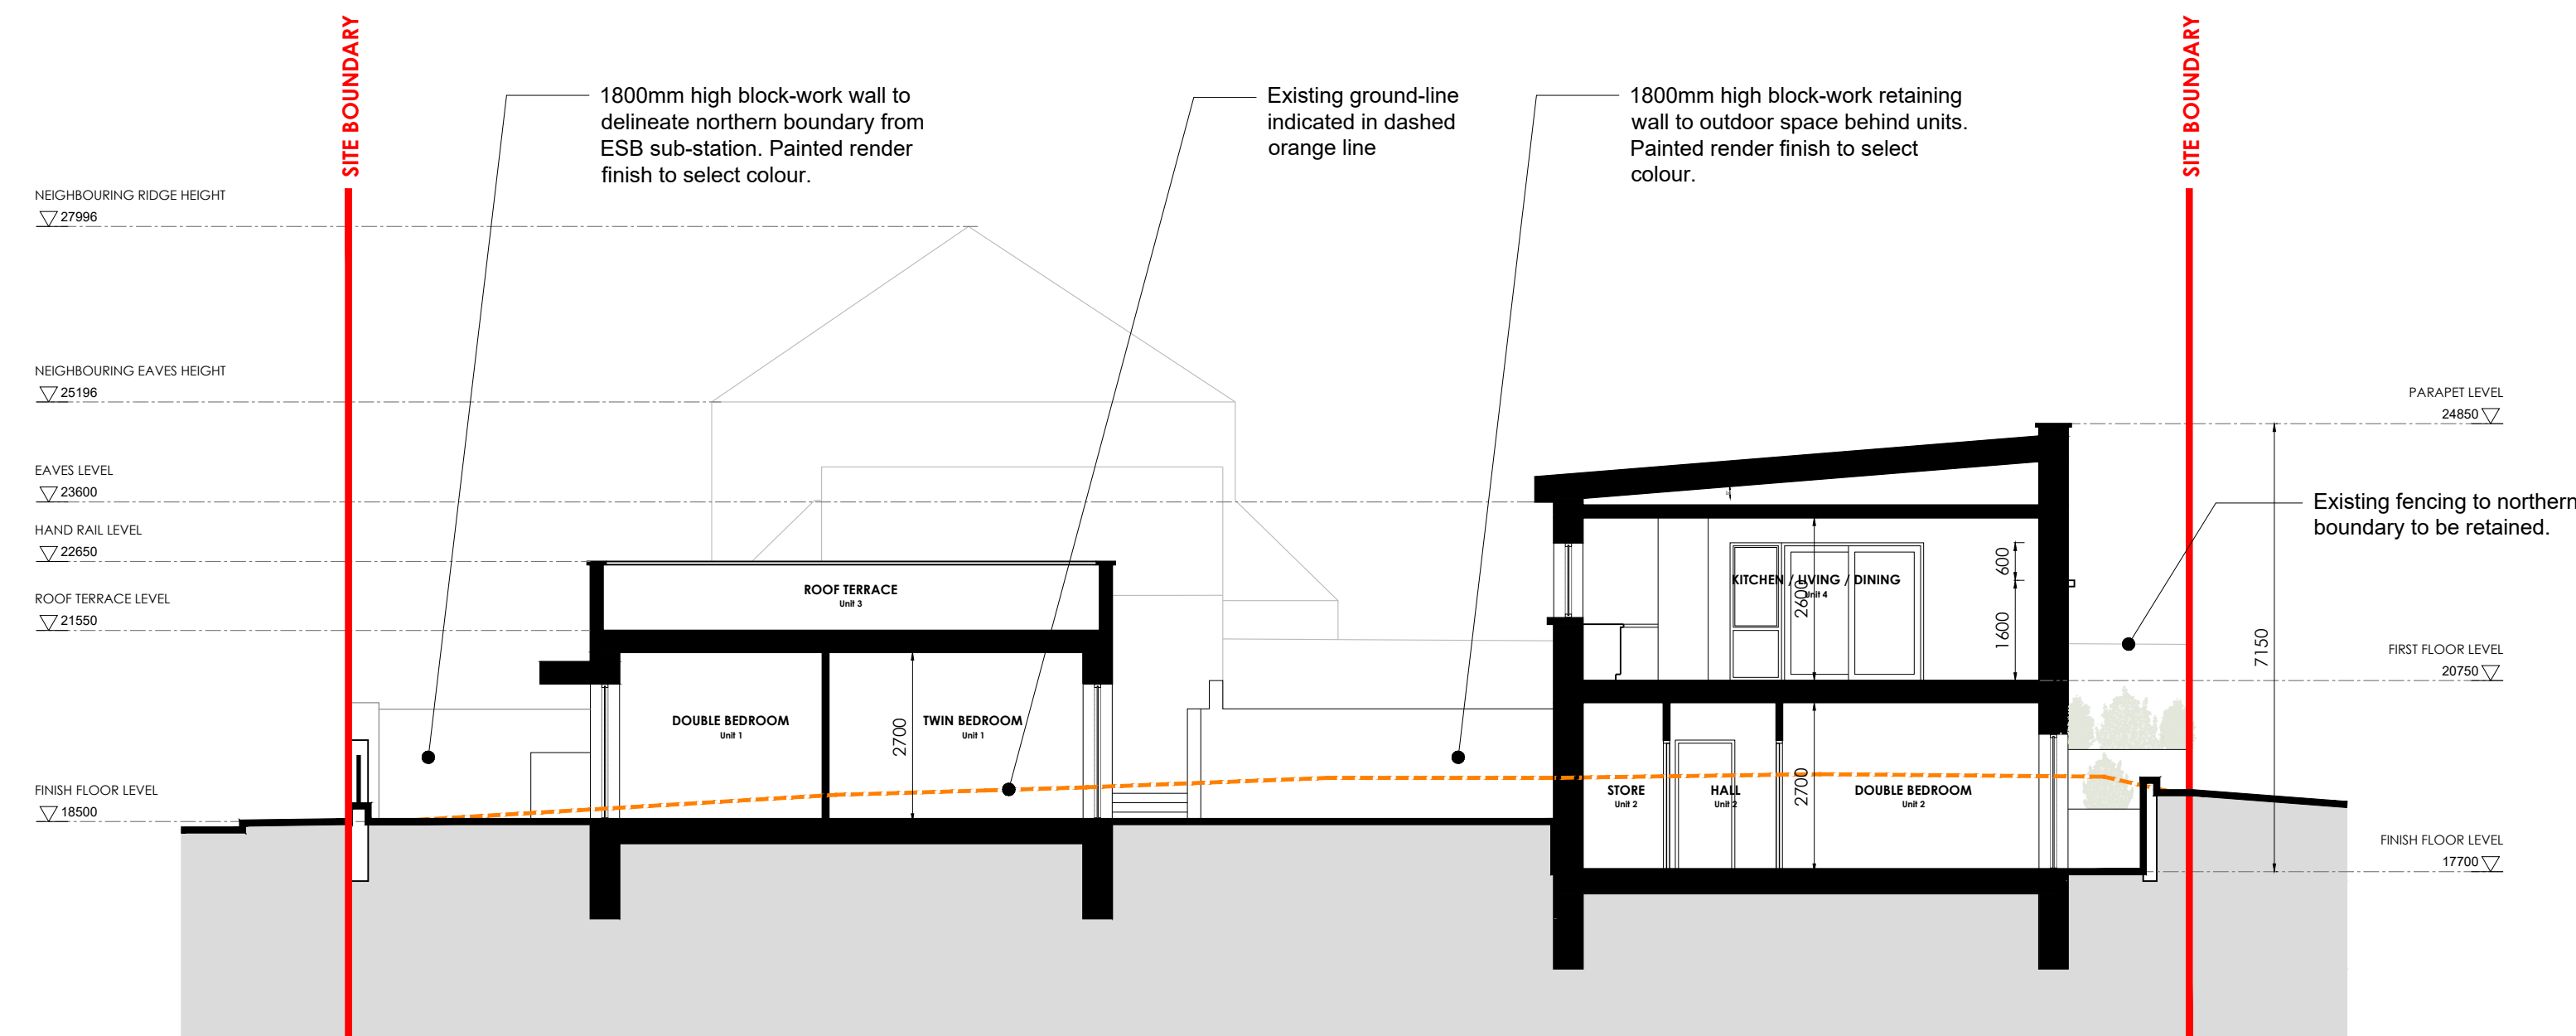 SITE BOUNDARY
SITE BOUNDARY
1800mm high block-work wall to
delineate northern boundary from
ESB sub-station. Painted render
finish to select colour.
Existing ground-line
indicated in dashed
orange line
1800mm high block-work retaining
wall to outdoor space behind units.
Painted render finish to select
colour.
NEIGHBOURING RIDGE HEIGHT
27996
NEIGHBOURING EAVES HEIGHT
25196
EAVES LEVEL
23600
HAND RAIL LEVEL
22650
ROOF TERRACE LEVEL
21550
FINISH FLOOR LEVEL
18500
ROOF TERRACE
Unit 3
DOUBLE BEDROOM
Unit 1
2700
TWIN BEDROOM
Unit 1
KITCHEN / LIVING / DINING
Unit 4
2600
600
1600
STORE
Unit 2
HALL
Unit 2
2700
DOUBLE BEDROOM
Unit 2
7150
PARAPET LEVEL
24850
Existing fencing to northern
boundary to be retained.
FIRST FLOOR LEVEL
20750
FINISH FLOOR LEVEL
17700